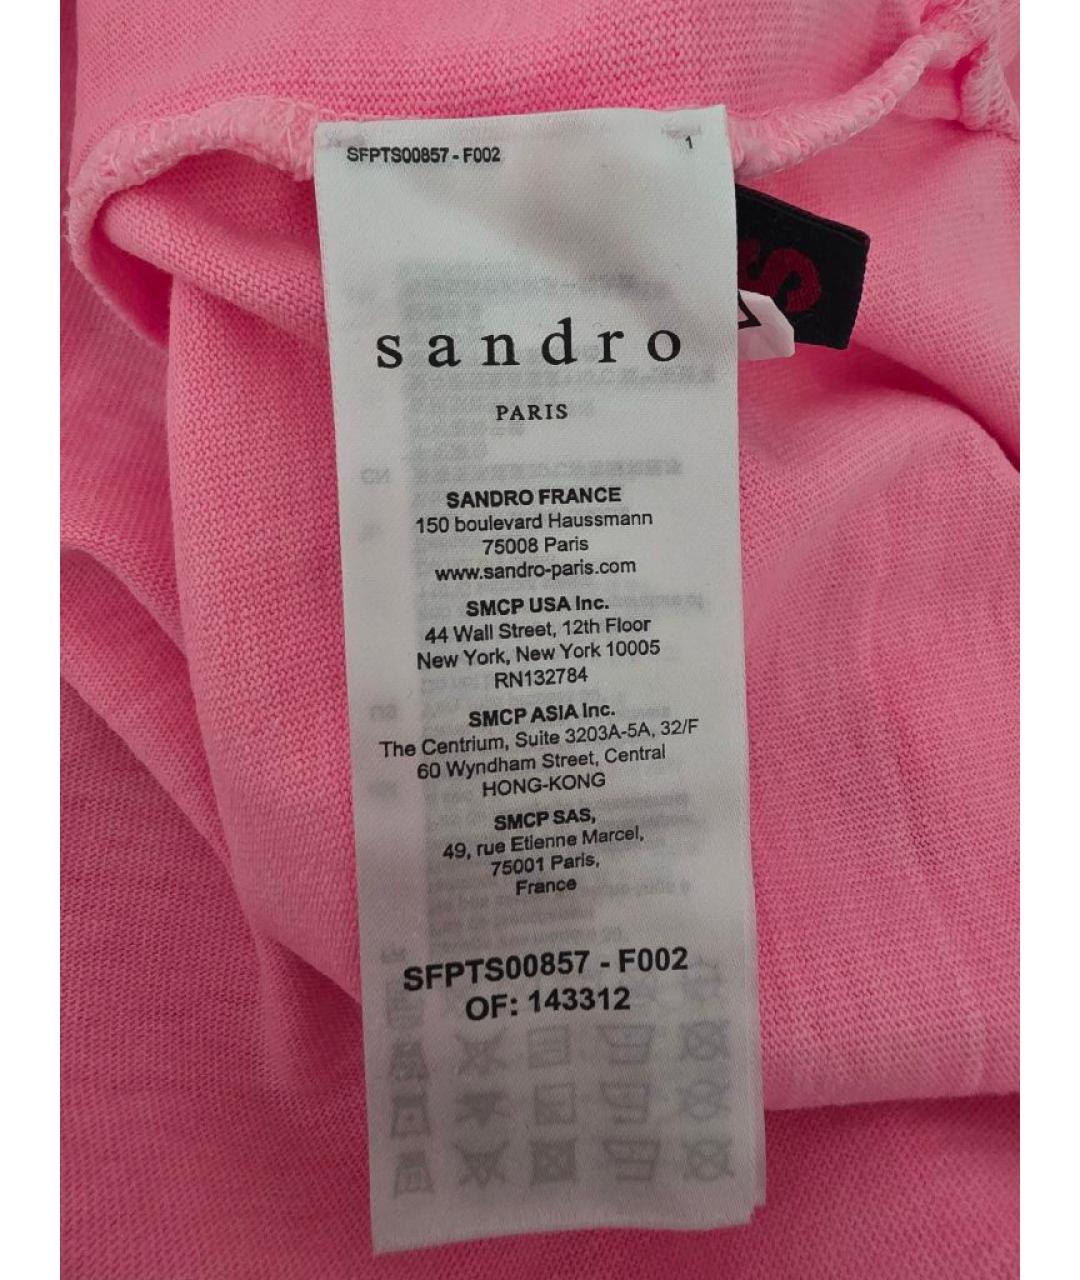 SFPTS00857 - F002
1
sandro
PARIS
SANDRO FRANCE
150 boulevard Haussmann
75008 Paris
www.sandro-paris.com
SMCP USA Inc.
44 Wall Street, 12th Floor
New York, New York 10005
RN132784
SMCP ASIA Inc.
The Centrium, Suite 3203A-5A, 32/F
60 Wyndham Street, Central
HONG-KONG
SMCP SAS,
49, rue Etienne Marcel,
75001 Paris,
France
SFPTS00857 - F002
OF: 143312
S